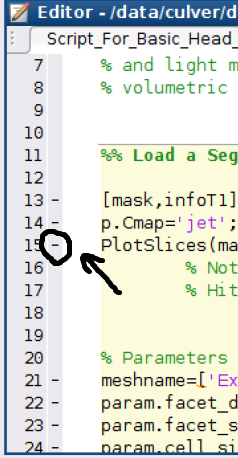 Editor - /data/culver/d
Script_For_Basic_Head_
7 % and light m
8 % volumetric
9
10
11 %% Load a Seg
12
13 - [mask,infoT1]
14 - p.Cmap='jet';
15 - PlotSlices(ma
16 % Not
17 % Hit
18
19
20 % Parameters
21 - meshname=['Ex
22 - param.facet_d
23 - param.facet_s
24 - param.cell_si